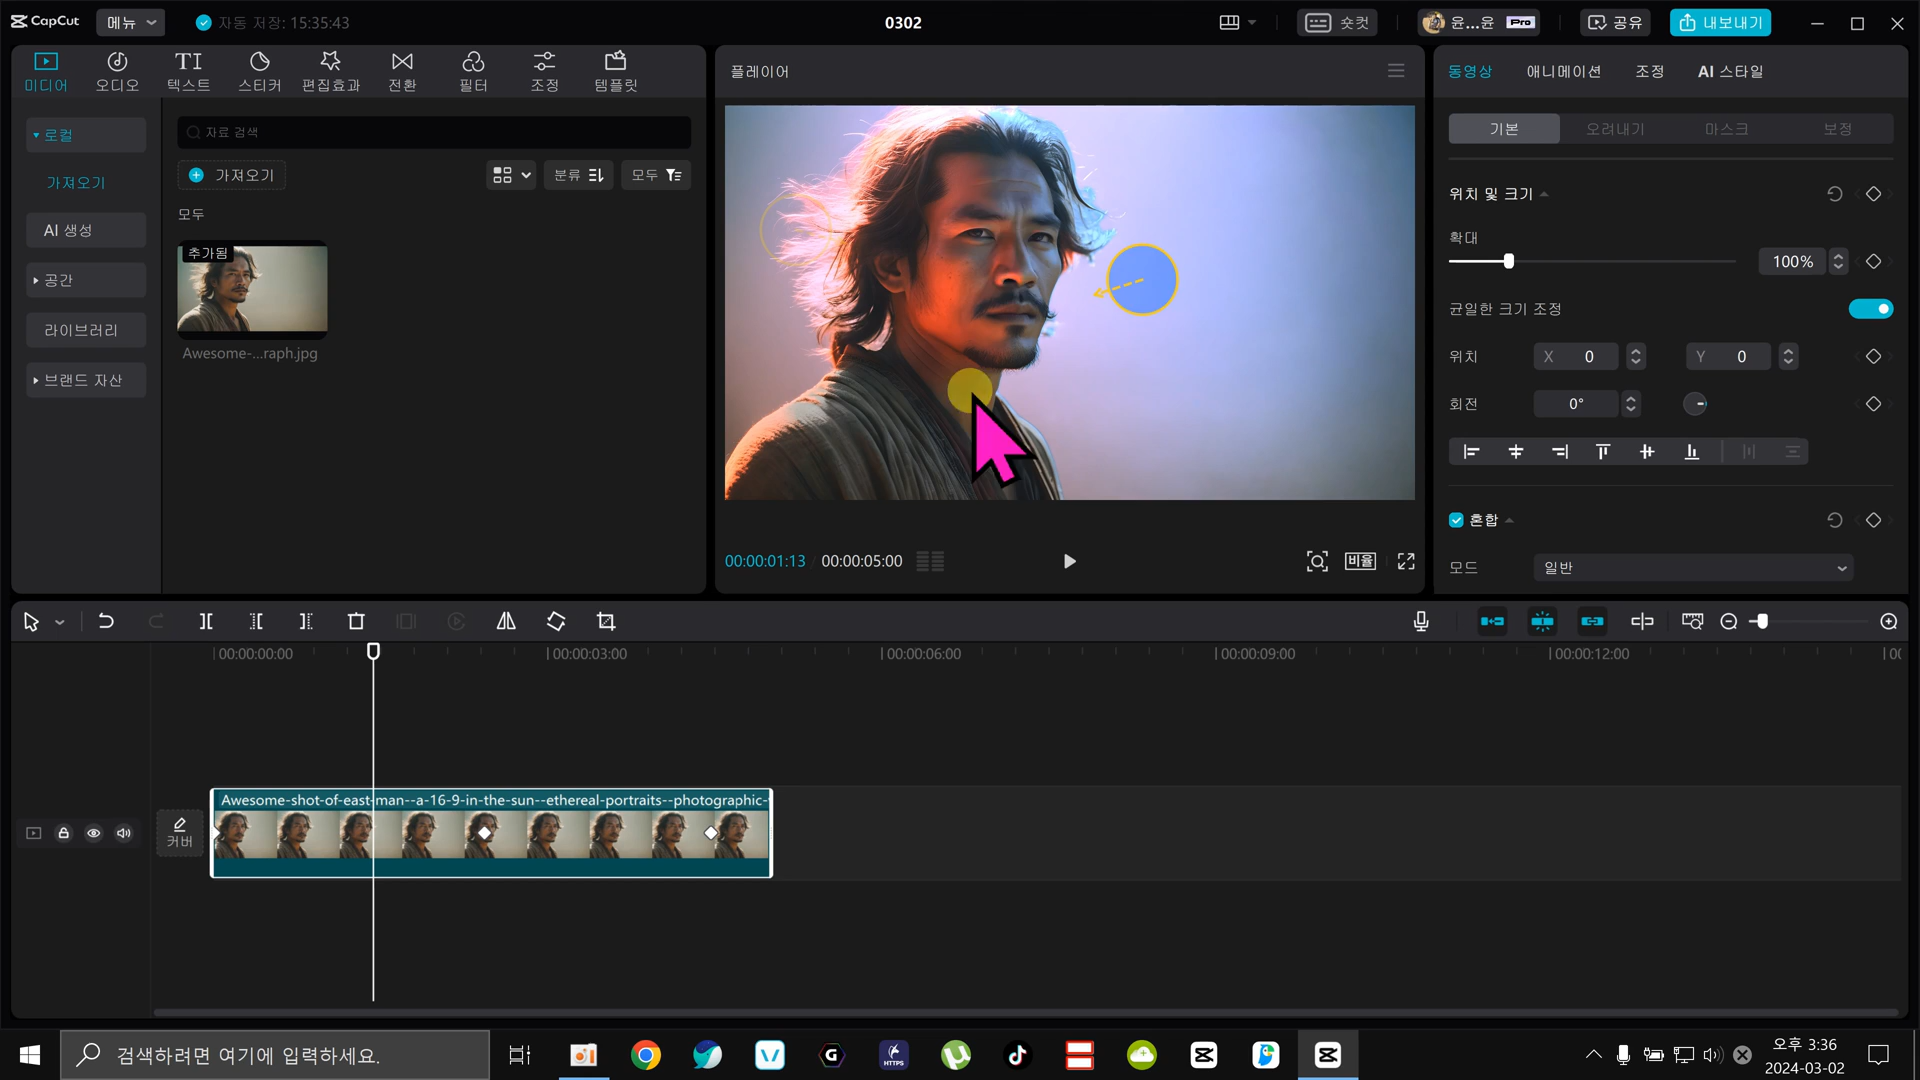 CapCut 메뉴 자동 저장: 15:35:43 0302 숏컷 윤...윤 Pro 공유 내보내기
미디어 오디오 텍스트 스티커 편집효과 전환 필터 조정 템플릿
로컬
가져오기
AI 생성
공간
라이브러리
브랜드 자산
자료 검색
가져오기 분류 모두
모두
추가됨
Awesome-...raph.jpg
플레이어
00:00:01:13 00:00:05:00 비율
동영상 애니메이션 조정 AI 스타일
기본 오려내기 마스크 보정
위치 및 크기
확대
100%
균일한 크기 조정
위치 X 0 Y 0
회전 0°
혼합
모드 일반
00:00:00:00 00:00:03:00 00:00:06:00 00:00:09:00 00:00:12:00
커버
Awesome-shot-of-east-man--a-16-9-in-the-sun--ethereal-portraits--photographic-
검색하려면 여기에 입력하세요.
HTTPS
오후 3:36
2024-03-02